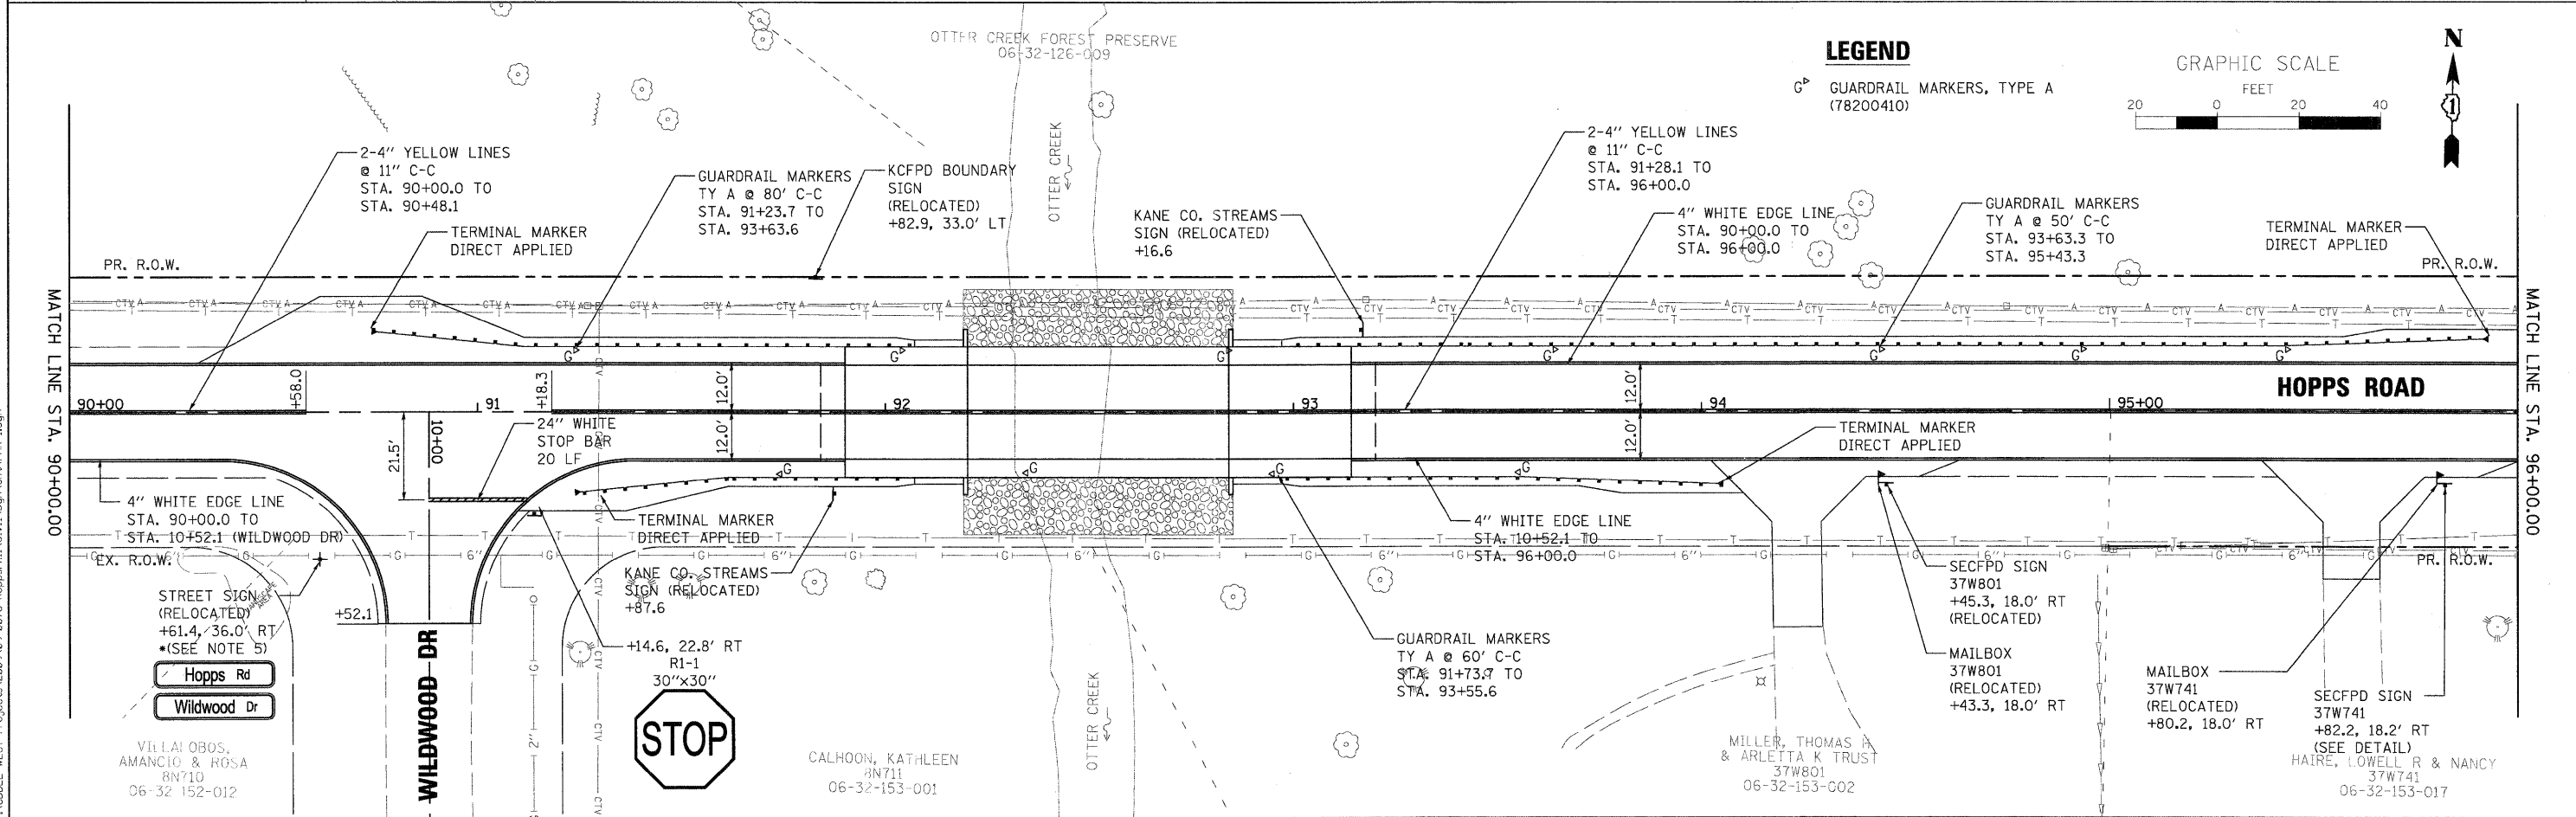 OTTER CREEK FOREST PRESERVE
06-32-126-009
LEGEND
G GUARDRAIL MARKERS, TYPE A
(78200410)
GRAPHIC SCALE
FEET
20 0 20 40
N
1
2-4" YELLOW LINES
@ 11" C-C
STA. 90+00.0 TO
STA. 90+48.1
TERMINAL MARKER
DIRECT APPLIED
GUARDRAIL MARKERS
TY A @ 80' C-C
STA. 91+23.7 TO
STA. 93+63.6
KCFPD BOUNDARY
SIGN
(RELOCATED)
+82.9, 33.0' LT
OTTER CREEK
KANE CO. STREAMS
SIGN (RELOCATED)
+16.6
2-4" YELLOW LINES
@ 11" C-C
STA. 91+28.1 TO
STA. 96+00.0
4" WHITE EDGE LINE
STA. 90+00.0 TO
STA. 96+00.0
GUARDRAIL MARKERS
TY A @ 50' C-C
STA. 93+63.3 TO
STA. 95+43.3
TERMINAL MARKER
DIRECT APPLIED
PR. R.O.W.
PR. R.O.W.
MATCH LINE STA. 90+00.00
MATCH LINE STA. 96+00.00
90+00
+58.0
91
+18.3
12.0'
12.0'
92
93
12.0'
12.0'
94
95+00
HOPPS ROAD
21.5'
10+00
24" WHITE
STOP BAR
20 LF
TERMINAL MARKER
DIRECT APPLIED
4" WHITE EDGE LINE
STA. 90+00.0 TO
STA. 10+52.1 (WILDWOOD DR)
EX. R.O.W.
TERMINAL MARKER
DIRECT APPLIED
4" WHITE EDGE LINE
STA. 10+52.1 TO
STA. 96+00.0
PR. R.O.W.
STREET SIGN
(RELOCATED)
+61.4, 36.0' RT
*(SEE NOTE 5)
Hopps Rd
Wildwood Dr
+52.1
WILDWOOD DR
KANE CO. STREAMS
SIGN (RELOCATED)
+87.6
+14.6, 22.8' RT
R1-1
30"x30"
STOP
GUARDRAIL MARKERS
TY A @ 60' C-C
STA. 91+73.7 TO
STA. 93+55.6
OTTER CREEK
SECFPD SIGN
37W801
+45.3, 18.0' RT
(RELOCATED)
MAILBOX
37W801
(RELOCATED)
+43.3, 18.0' RT
MAILBOX
37W741
(RELOCATED)
+80.2, 18.0' RT
SECFPD SIGN
37W741
+82.2, 18.2' RT
(SEE DETAIL)
VILLALOBOS,
AMANCIO & ROSA
8N710
06-32-152-012
CALHOON, KATHLEEN
8N711
06-32-153-001
MILLER, THOMAS H
& ARLETTA K TRUST
37W801
06-32-153-002
HAIRE, LOWELL R & NANCY
37W741
06-32-153-017